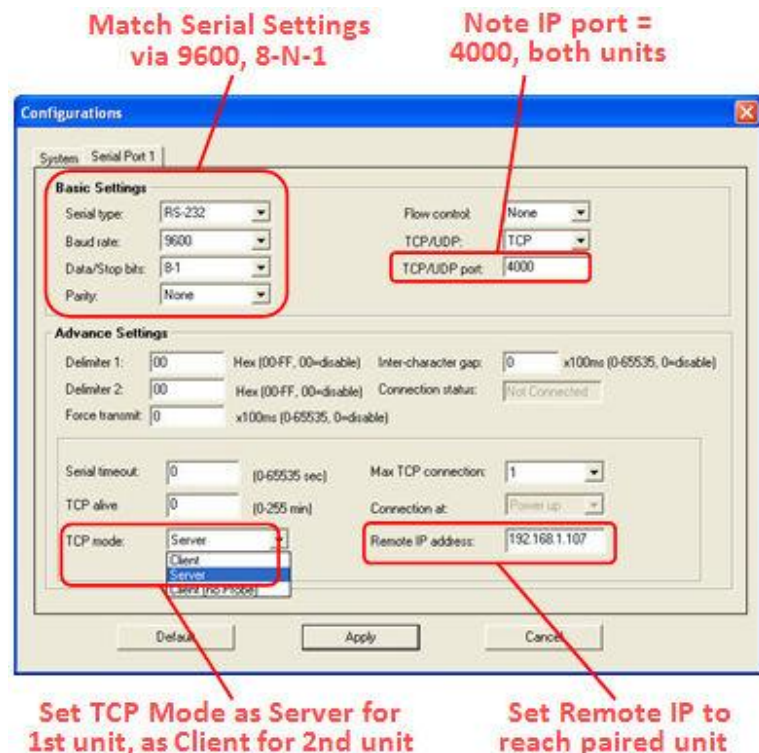 Match Serial Settings
via 9600, 8-N-1
Note IP port =
4000, both units
Configurations
System Serial Port 1
Basic Settings
Serial type: RS-232 Flow control: None
Baud rate: 9600 TCP/UDP: TCP
Data/Stop bits: 8-1 TCP/UDP port: 4000
Parity: None
Advance Settings
Delimiter 1: 00 Hex (00-FF, 00=disable) Inter-character gap: 0 x100ms (0-65535, 0=disable)
Delimiter 2: 00 Hex (00-FF, 00=disable) Connection status: Not Connected
Force transmit: 0 x100ms (0-65535, 0=disable)
Serial timeout: 0 (0-65535 sec) Max TCP connection: 1
TCP alive 0 (0-255 min) Connection at: Power up
TCP mode: Server Remote IP address: 192.168.1.107
Client
Server
Client (no Probe)
Default Apply Cancel
Set TCP Mode as Server for
1st unit, as Client for 2nd unit
Set Remote IP to
reach paired unit